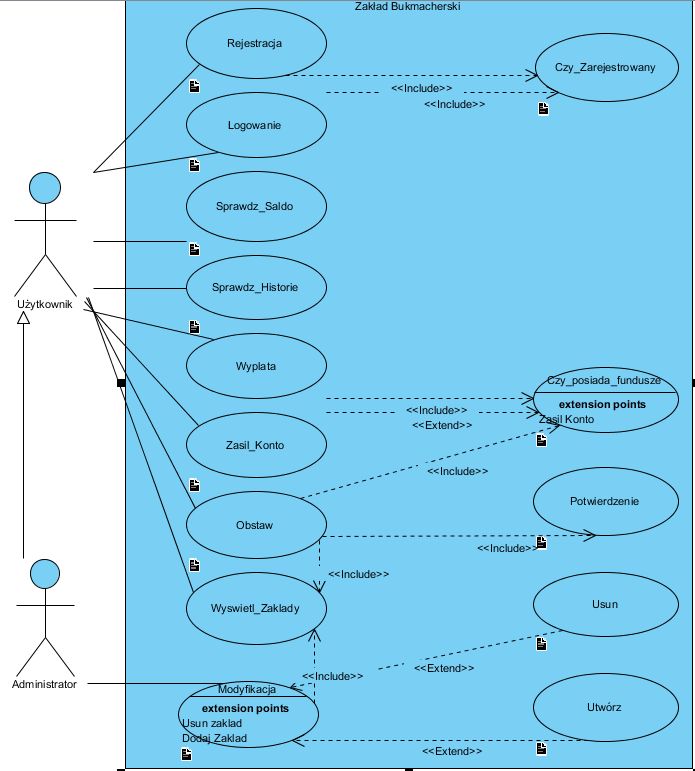 Zakład Bukmacherski
Rejestracja
Czy_Zarejestrowany
<<Include>>
<<Include>>
Logowanie
Sprawdz_Saldo
Użytkownik
Sprawdz_Historie
Wyplata
Czy_posiada_fundusze
extension points
Zasil Konto
<<Include>>
<<Extend>>
Zasil_Konto
<<Include>>
Obstaw
Potwierdzenie
<<Include>>
<<Include>>
Wyswietl_Zaklady
Usun
<<Extend>>
<<Include>>
Administrator
Modyfikacja
extension points
Usun zaklad
Dodaj Zaklad
Utwórz
<<Extend>>